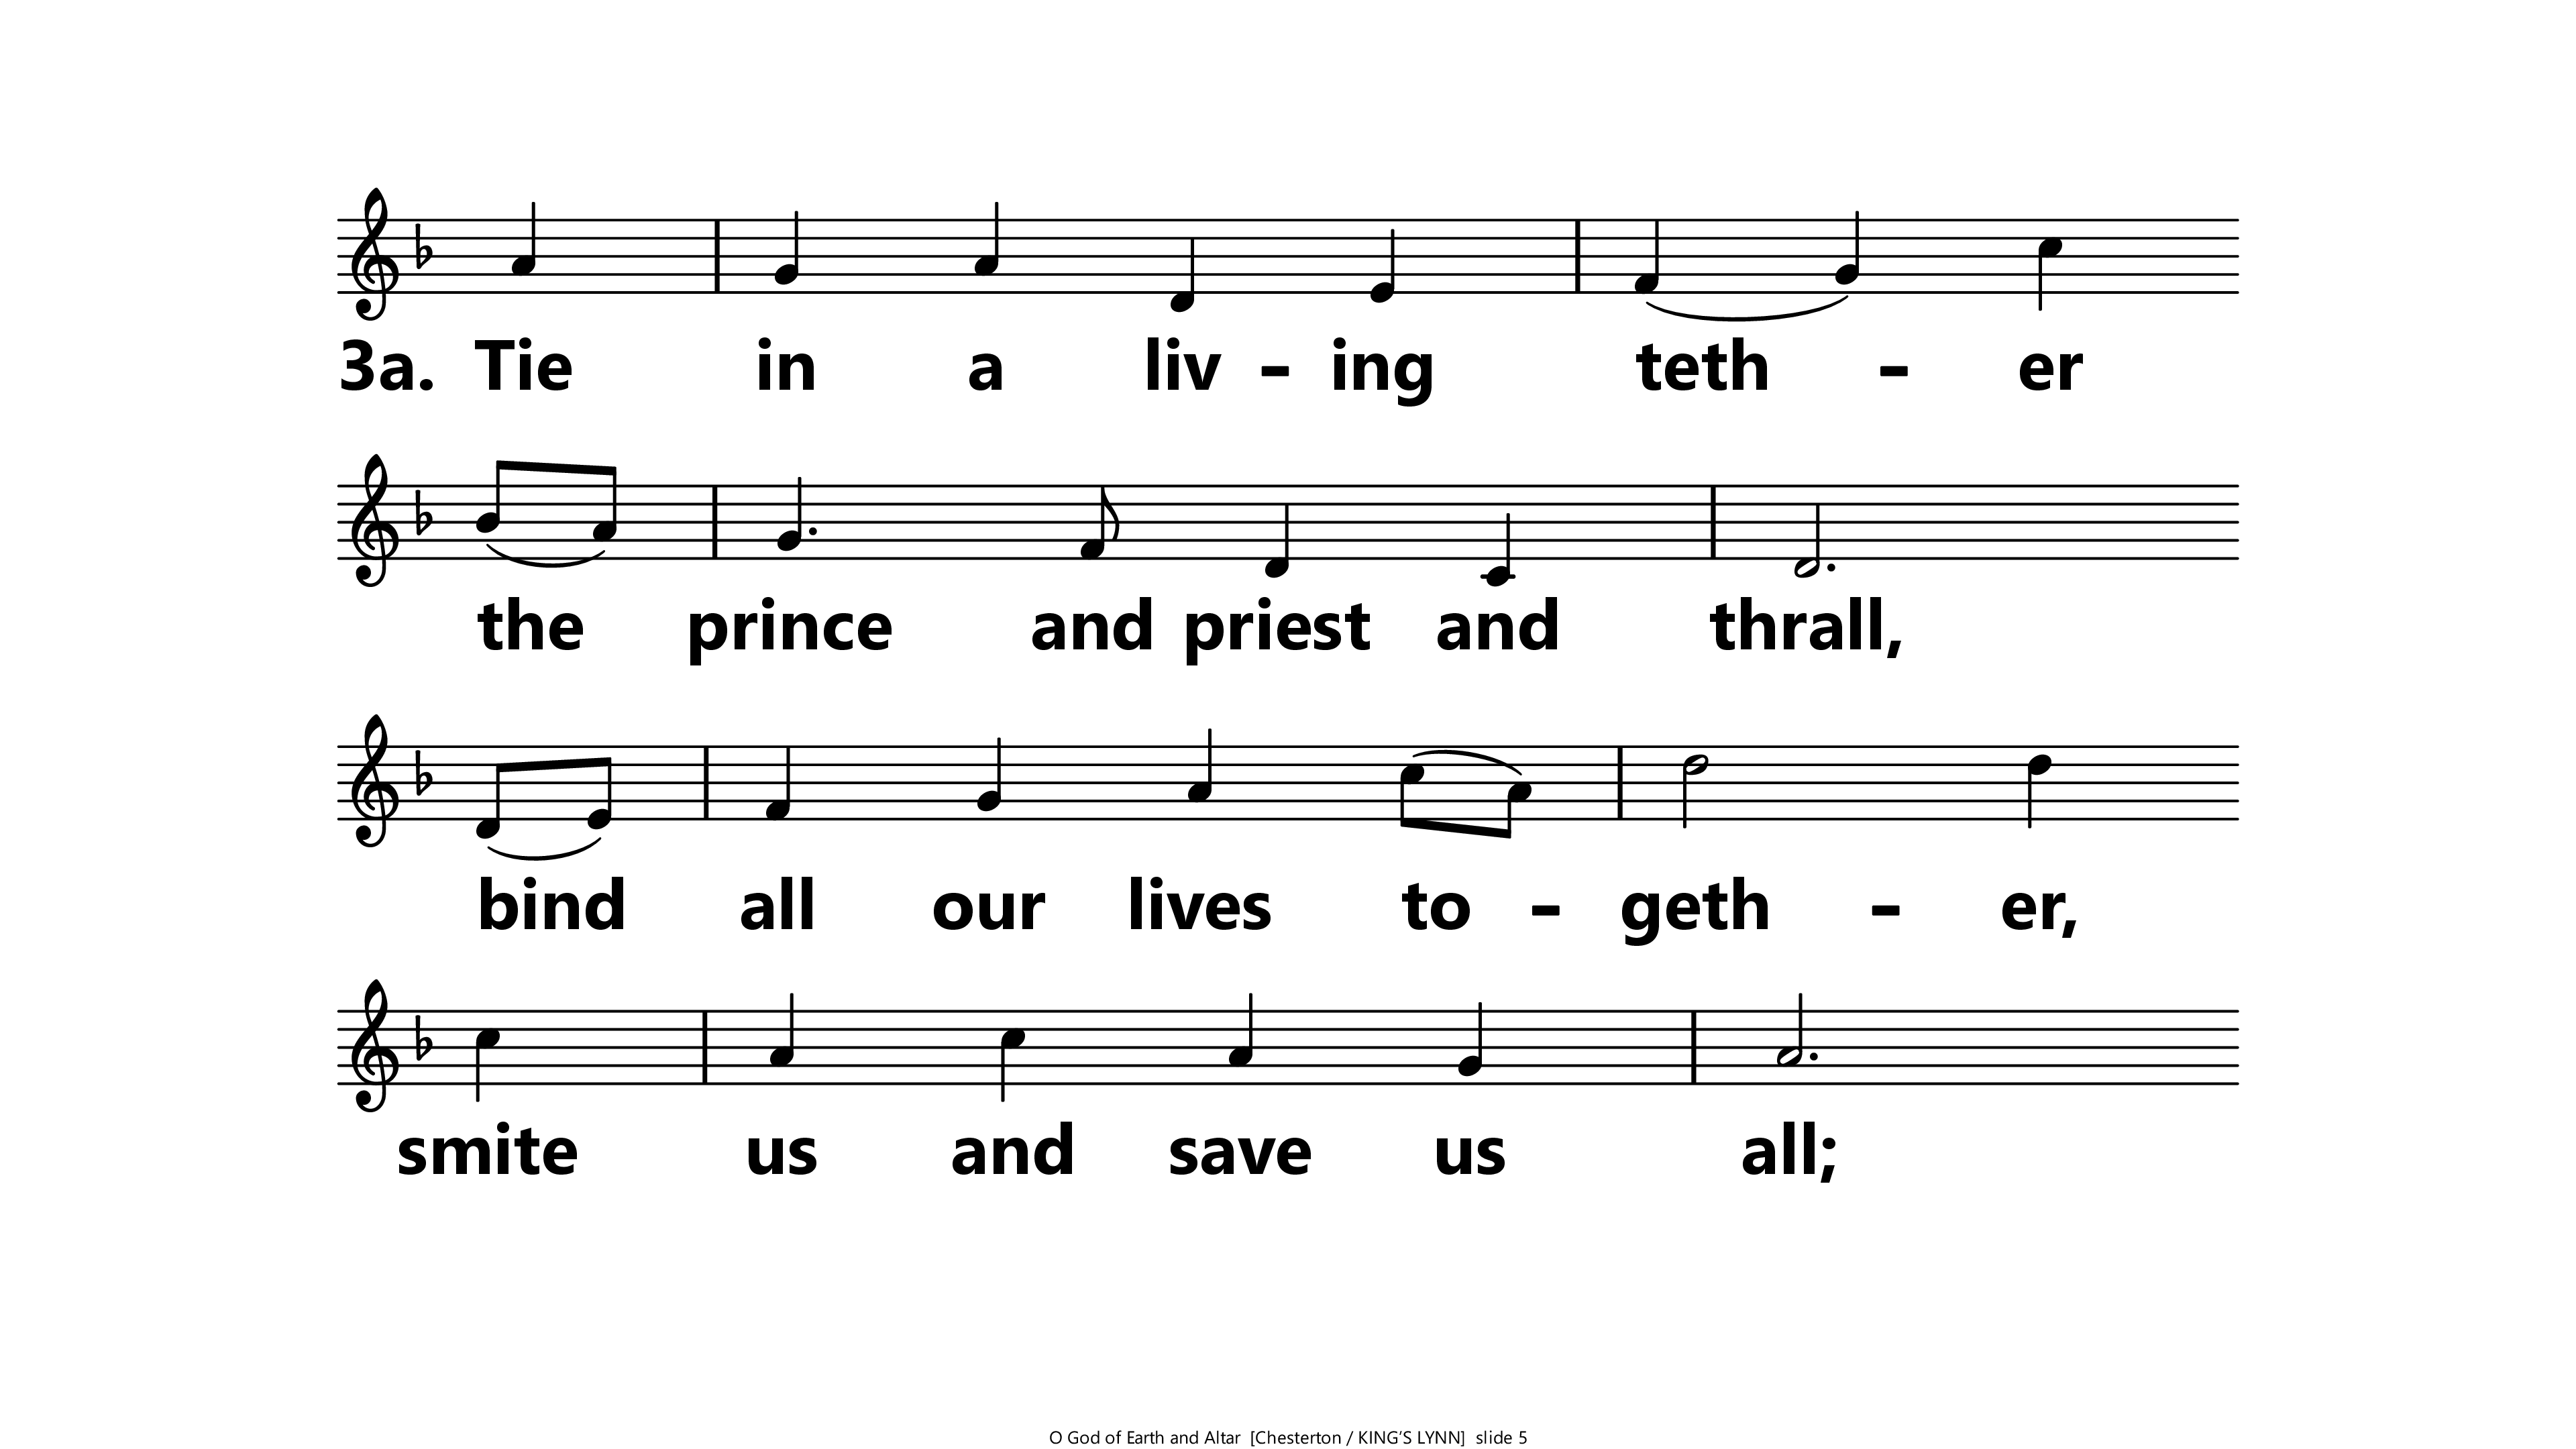 3a. Tie in a liv - ing teth - er
the prince and priest and thrall,
bind all our lives to - geth - er,
smite us and save us all;
O God of Earth and Altar [Chesterton / KING'S LYNN] slide 5